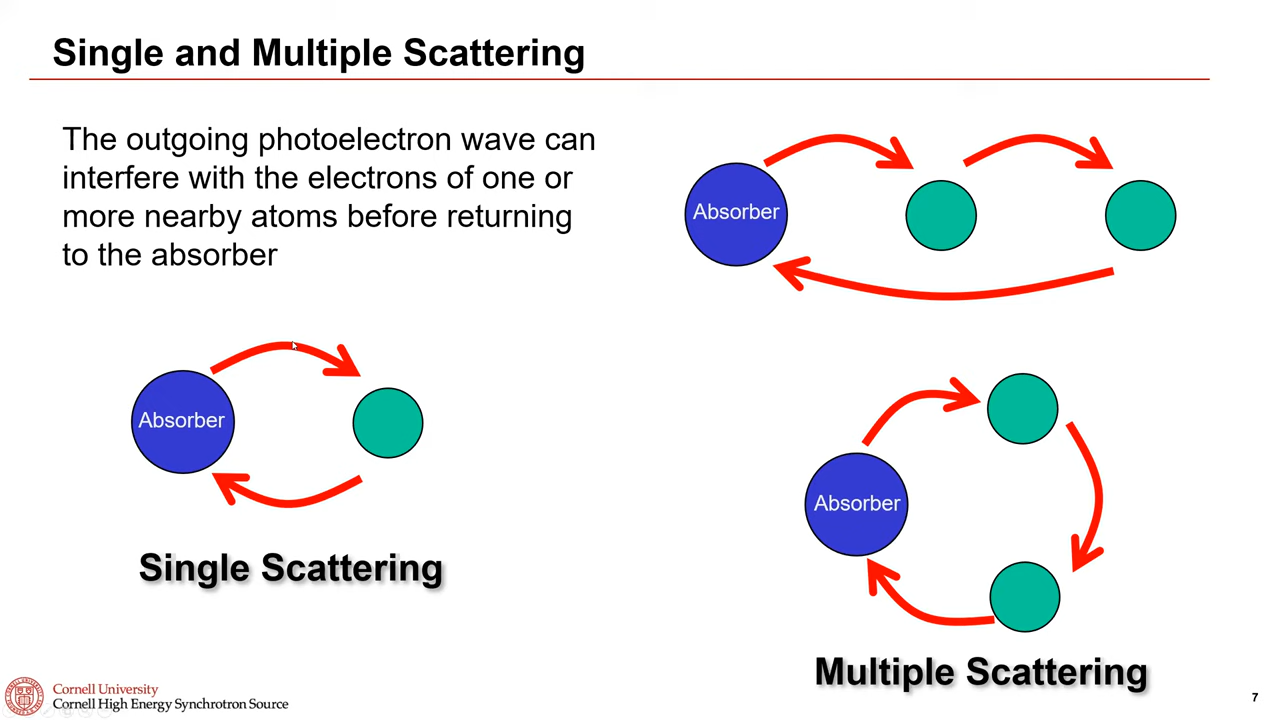 Single and Multiple Scattering
The outgoing photoelectron wave can
interfere with the electrons of one or
more nearby atoms before returning
to the absorber
Absorber
Absorber
Single Scattering
Absorber
Multiple Scattering
Cornell University
Cornell High Energy Synchrotron Source
7